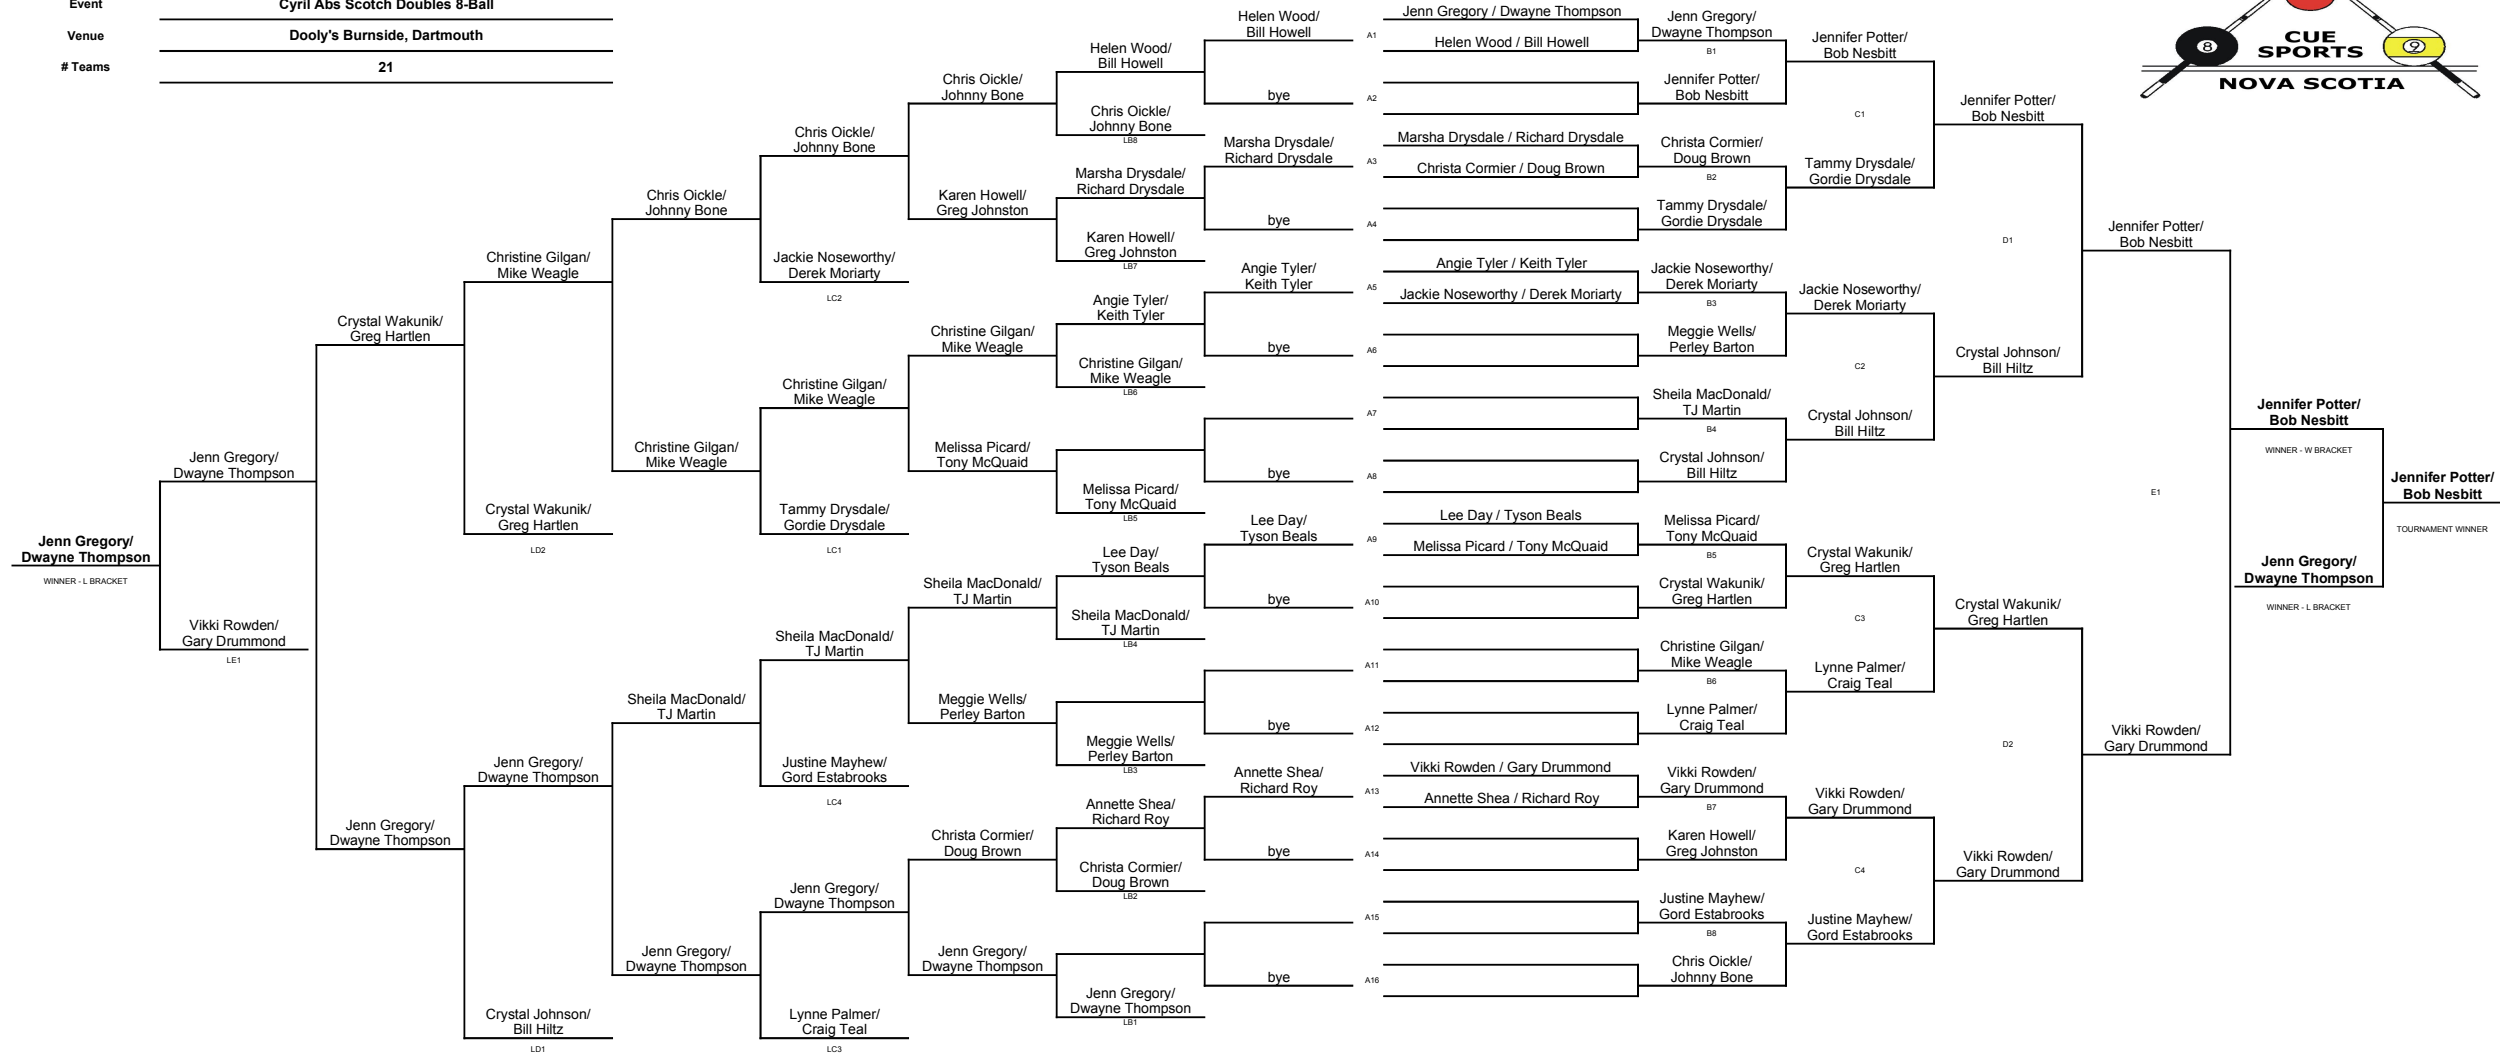 Event
Cyril Abs Scotch Doubles 8-Ball
Venue
Dooly's Burnside, Dartmouth
# Teams
21
8
9
CUE
SPORTS
NOVA SCOTIA
Jenn Gregory/
Dwayne Thompson
WINNER - L BRACKET
Jenn Gregory/
Dwayne Thompson
Vikki Rowden/
Gary Drummond
LE1
Crystal Wakunik/
Greg Hartlen
Jenn Gregory/
Dwayne Thompson
Christine Gilgan/
Mike Weagle
Crystal Wakunik/
Greg Hartlen
LD2
Jenn Gregory/
Dwayne Thompson
Crystal Johnson/
Bill Hiltz
LD1
Chris Oickle/
Johnny Bone
Christine Gilgan/
Mike Weagle
Sheila MacDonald/
TJ Martin
Jenn Gregory/
Dwayne Thompson
Chris Oickle/
Johnny Bone
Jackie Noseworthy/
Derek Moriarty
LC2
Christine Gilgan/
Mike Weagle
Tammy Drysdale/
Gordie Drysdale
LC1
Sheila MacDonald/
TJ Martin
Justine Mayhew/
Gord Estabrooks
LC4
Jenn Gregory/
Dwayne Thompson
Lynne Palmer/
Craig Teal
LC3
Chris Oickle/
Johnny Bone
Karen Howell/
Greg Johnston
Christine Gilgan/
Mike Weagle
Melissa Picard/
Tony McQuaid
Sheila MacDonald/
TJ Martin
Meggie Wells/
Perley Barton
Christa Cormier/
Doug Brown
Jenn Gregory/
Dwayne Thompson
Helen Wood/
Bill Howell
Chris Oickle/
Johnny Bone
LB8
Marsha Drysdale/
Richard Drysdale
Karen Howell/
Greg Johnston
LB7
Angie Tyler/
Keith Tyler
Christine Gilgan/
Mike Weagle
LB6
Melissa Picard/
Tony McQuaid
LB5
Lee Day/
Tyson Beals
Sheila MacDonald/
TJ Martin
LB4
Meggie Wells/
Perley Barton
LB3
Annette Shea/
Richard Roy
Christa Cormier/
Doug Brown
LB2
Jenn Gregory/
Dwayne Thompson
LB1
Helen Wood/
Bill Howell
bye
Marsha Drysdale/
Richard Drysdale
bye
Angie Tyler/
Keith Tyler
bye
bye
Lee Day/
Tyson Beals
bye
bye
Annette Shea/
Richard Roy
bye
bye
A1
A2
A3
A4
A5
A6
A7
A8
A9
A10
A11
A12
A13
A14
A15
A16
Jenn Gregory / Dwayne Thompson
Helen Wood / Bill Howell
Marsha Drysdale / Richard Drysdale
Christa Cormier / Doug Brown
Angie Tyler / Keith Tyler
Jackie Noseworthy / Derek Moriarty
Lee Day / Tyson Beals
Melissa Picard / Tony McQuaid
Vikki Rowden / Gary Drummond
Annette Shea / Richard Roy
Jenn Gregory/
Dwayne Thompson
B1
Jennifer Potter/
Bob Nesbitt
Christa Cormier/
Doug Brown
B2
Tammy Drysdale/
Gordie Drysdale
Jackie Noseworthy/
Derek Moriarty
B3
Meggie Wells/
Perley Barton
Sheila MacDonald/
TJ Martin
B4
Crystal Johnson/
Bill Hiltz
Melissa Picard/
Tony McQuaid
B5
Crystal Wakunik/
Greg Hartlen
Christine Gilgan/
Mike Weagle
B6
Lynne Palmer/
Craig Teal
Vikki Rowden/
Gary Drummond
B7
Karen Howell/
Greg Johnston
Justine Mayhew/
Gord Estabrooks
B8
Chris Oickle/
Johnny Bone
Jennifer Potter/
Bob Nesbitt
C1
Tammy Drysdale/
Gordie Drysdale
Jackie Noseworthy/
Derek Moriarty
C2
Crystal Johnson/
Bill Hiltz
Crystal Wakunik/
Greg Hartlen
C3
Lynne Palmer/
Craig Teal
Vikki Rowden/
Gary Drummond
C4
Justine Mayhew/
Gord Estabrooks
Jennifer Potter/
Bob Nesbitt
D1
Crystal Johnson/
Bill Hiltz
Crystal Wakunik/
Greg Hartlen
D2
Vikki Rowden/
Gary Drummond
Jennifer Potter/
Bob Nesbitt
E1
Vikki Rowden/
Gary Drummond
Jennifer Potter/
Bob Nesbitt
WINNER - W BRACKET
Jenn Gregory/
Dwayne Thompson
WINNER - L BRACKET
Jennifer Potter/
Bob Nesbitt
TOURNAMENT WINNER